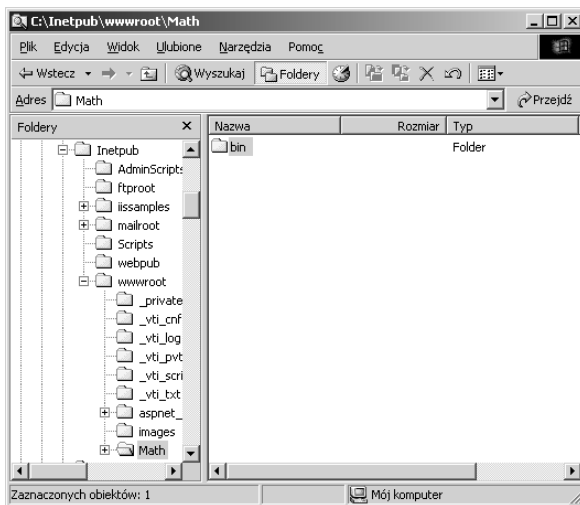 C:\Inetpub\wwwroot\Math
Plik Edycja Widok Ulubione Narzędzia Pomoc
Wstecz Wyszukaj Foldery
Adres Math Przejdź
Foldery
Inetpub
AdminScripts
ftproot
iissamples
mailroot
Scripts
webpub
wwwroot
_private
_vti_cnf
_vti_log
_vti_pvt
_vti_scri
_vti_txt
aspnet_
images
Math
Nazwa Rozmiar Typ
bin Folder
Zaznaczonych obiektów: 1 Mój komputer